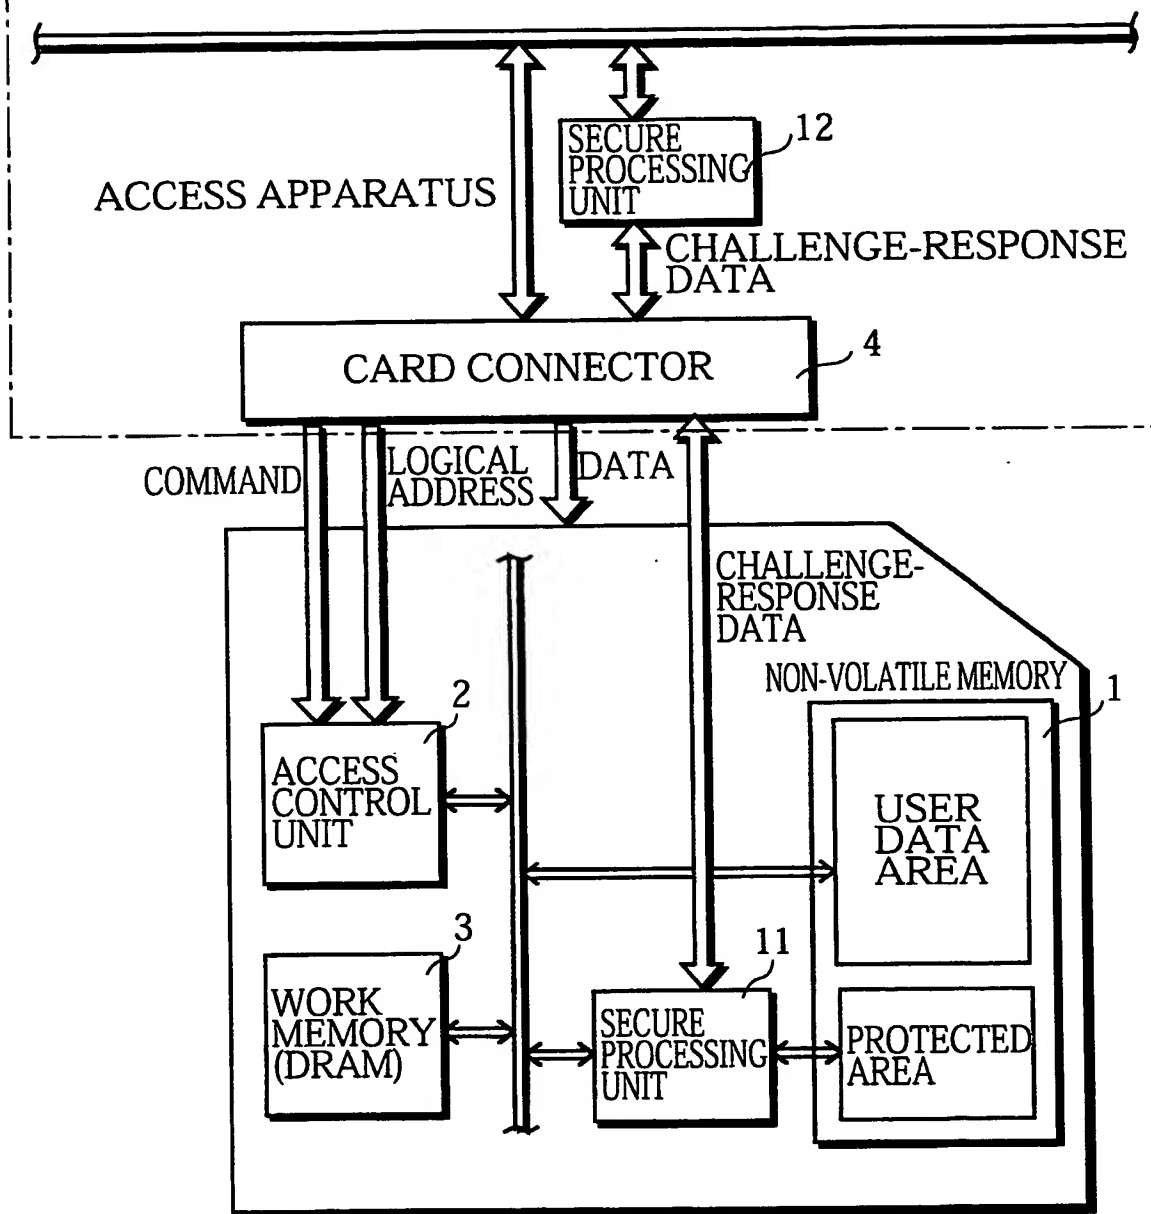 SECURE
PROCESSING
UNIT
12
ACCESS APPARATUS
CHALLENGE-RESPONSE
DATA
CARD CONNECTOR
4
COMMAND
LOGICAL
ADDRESS
DATA
CHALLENGE-
RESPONSE
DATA
NON-VOLATILE MEMORY
1
2
ACCESS
CONTROL
UNIT
USER
DATA
AREA
3
WORK
MEMORY
(DRAM)
11
SECURE
PROCESSING
UNIT
PROTECTED
AREA